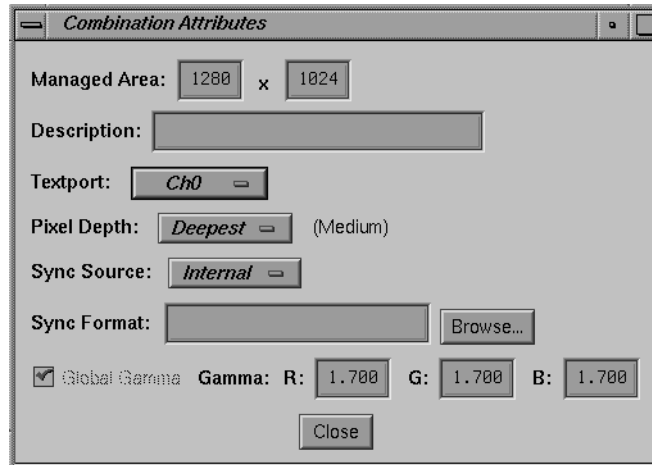 Combination Attributes
Managed Area: 1280 x 1024
Description:
Textport: Ch0
Pixel Depth: Deepest (Medium)
Sync Source: Internal
Sync Format: Browse...
Global Gamma Gamma: R: 1.700 G: 1.700 B: 1.700
Close